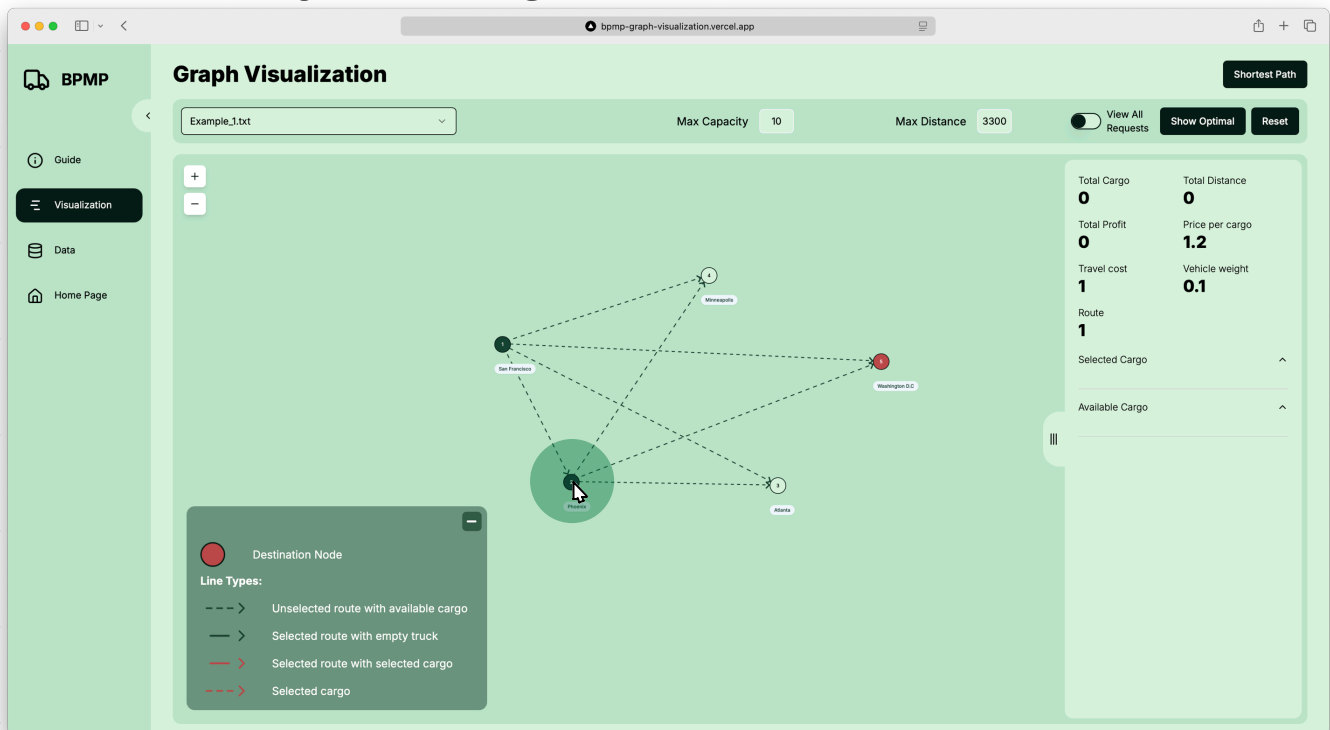 bpmp-graph-visualization.vercel.app
BPMP
Guide
Visualization
Data
Home Page
Graph Visualization
Shortest Path
Example_1.txt
Max Capacity 10
Max Distance 3300
View All
Requests
Show Optimal
Reset
4
Minneapolis
1
San Francisco
5
Washington D.C
Phoenix
3
Atlanta
Destination Node
Line Types:
Unselected route with available cargo
Selected route with empty truck
Selected route with selected cargo
Selected cargo
Total Cargo
0
Total Distance
0
Total Profit
0
Price per cargo
1.2
Travel cost
1
Vehicle weight
0.1
Route
1
Selected Cargo
Available Cargo